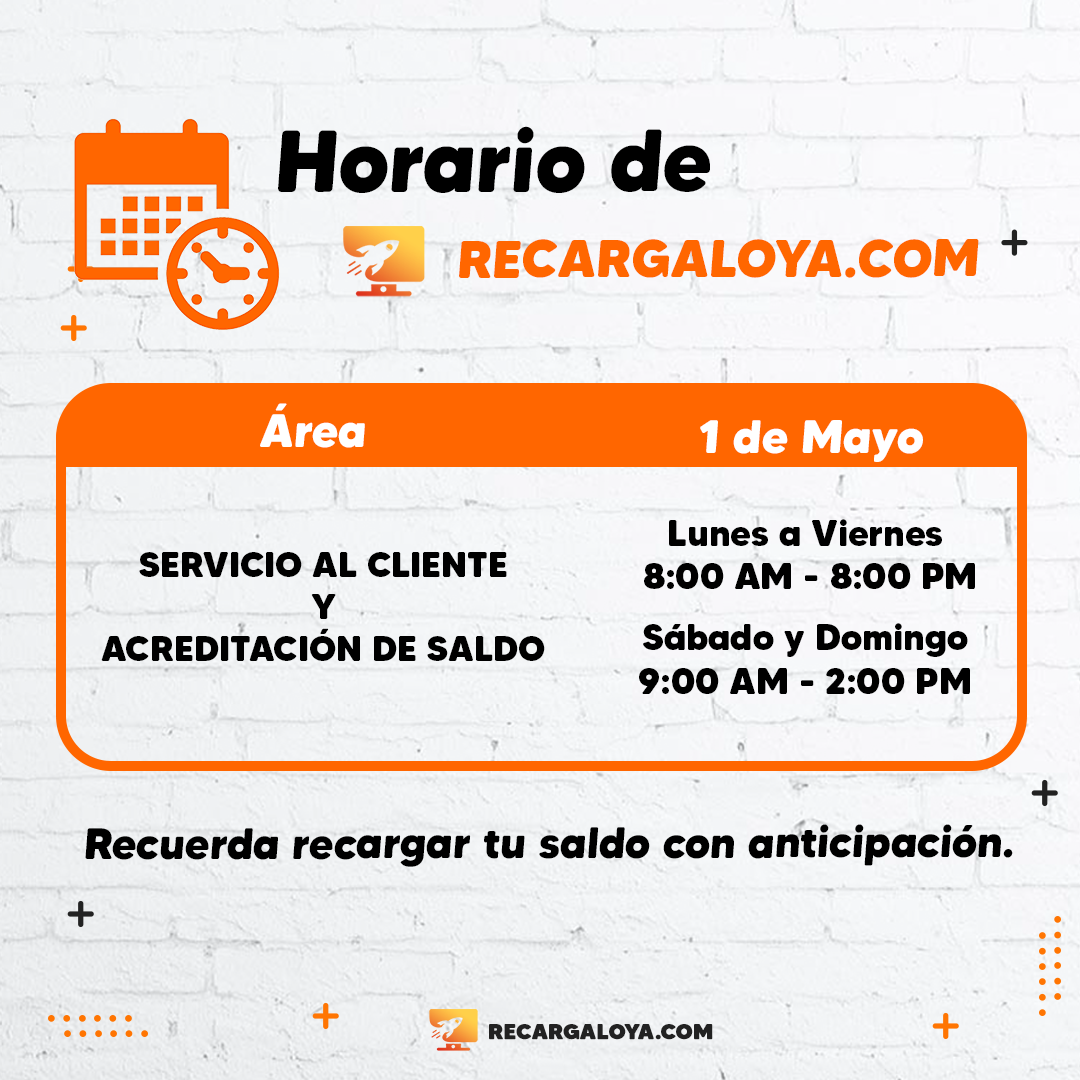 Horario de
RECARGALOYA.COM
Área
1 de Mayo
SERVICIO AL CLIENTE
Y
ACREDITACIÓN DE SALDO
Lunes a Viernes
8:00 AM - 8:00 PM
Sábado y Domingo
9:00 AM - 2:00 PM
Recuerda recargar tu saldo con anticipación.
RECARGALOYA.COM